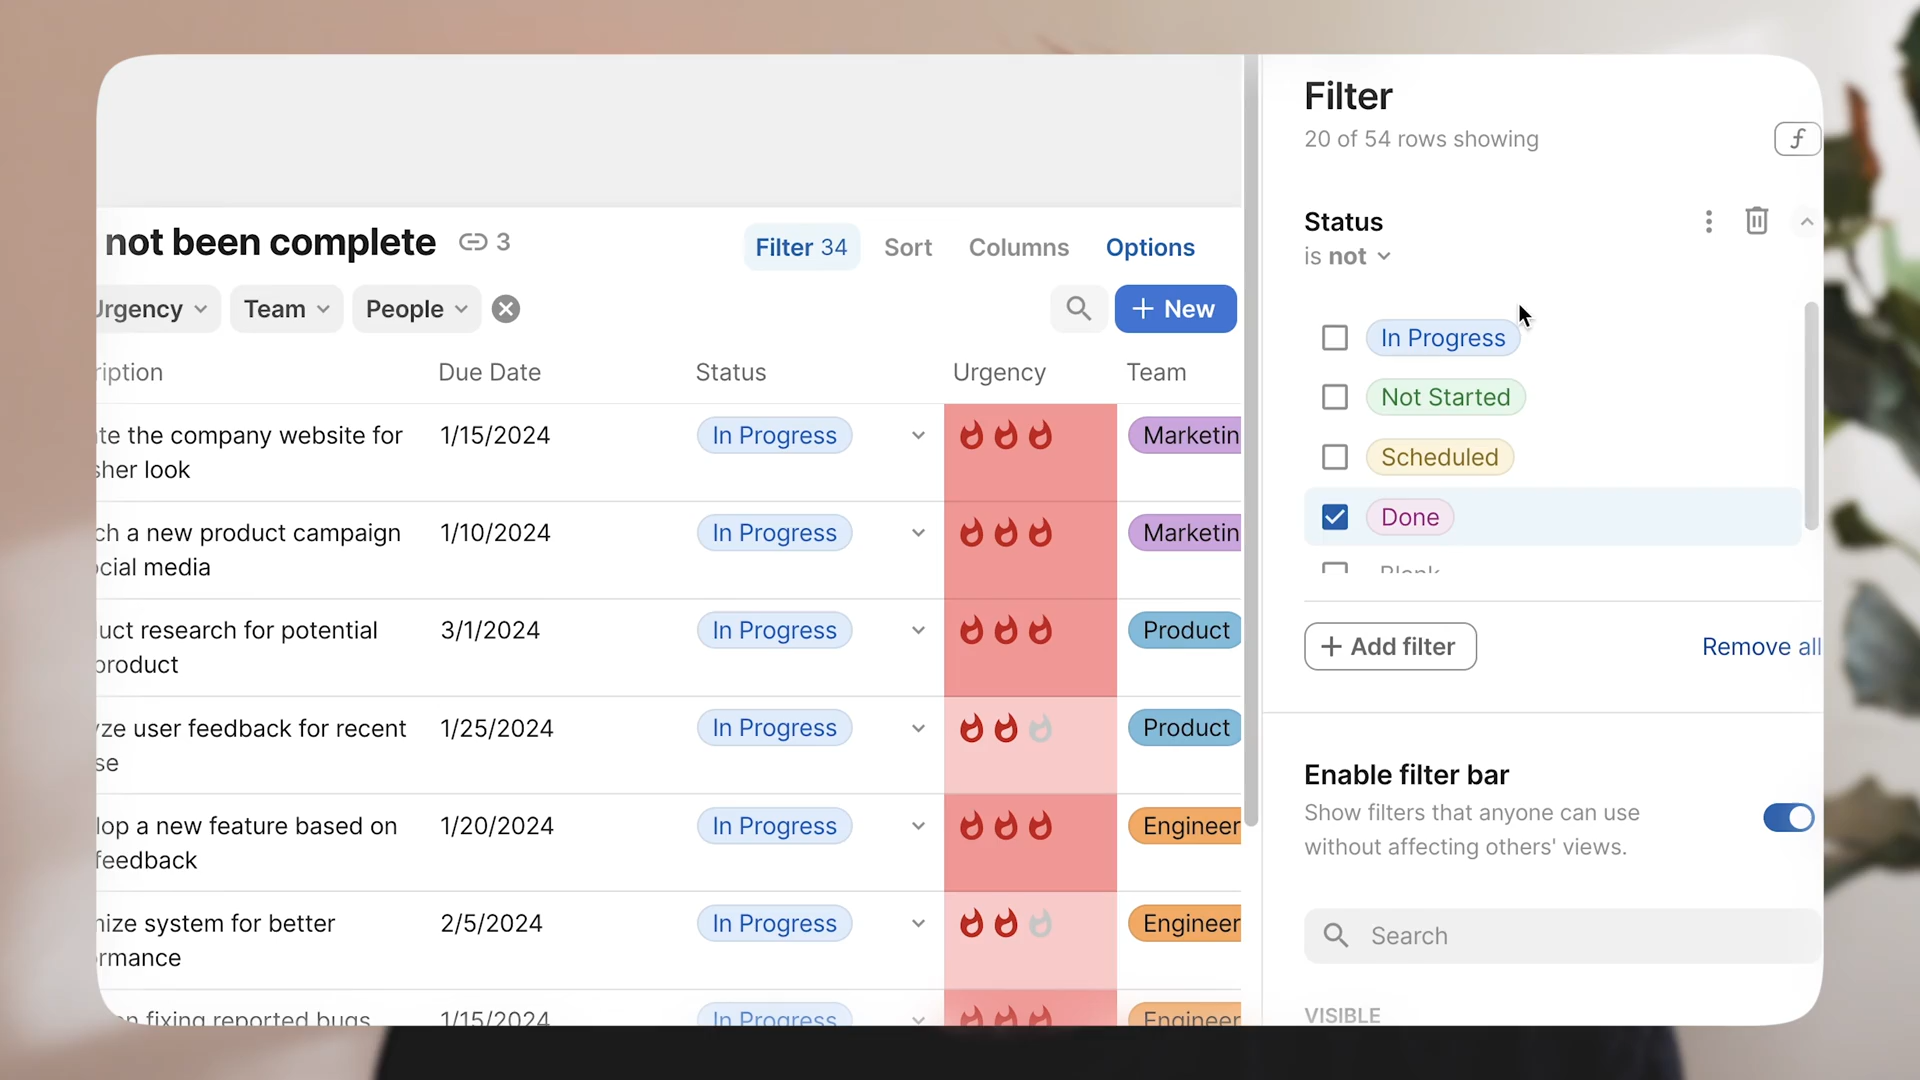 not been complete 3
Filter 34 Sort Columns Options
Urgency Team People
+ New
ription Due Date Status Urgency Team
te the company website for
sher look
1/15/2024 In Progress Marketin
ch a new product campaign
ocial media
1/10/2024 In Progress Marketin
uct research for potential
product
3/1/2024 In Progress Product
yze user feedback for recent
se
1/25/2024 In Progress Product
lop a new feature based on
feedback
1/20/2024 In Progress Engineer
nize system for better
rmance
2/5/2024 In Progress Engineer
n fixing reported bugs 1/15/2024 In Progress Engineer
Filter
20 of 54 rows showing
f
Status
is not
In Progress
Not Started
Scheduled
Done
Blank
+ Add filter Remove all
Enable filter bar
Show filters that anyone can use
without affecting others' views.
Search
VISIBLE